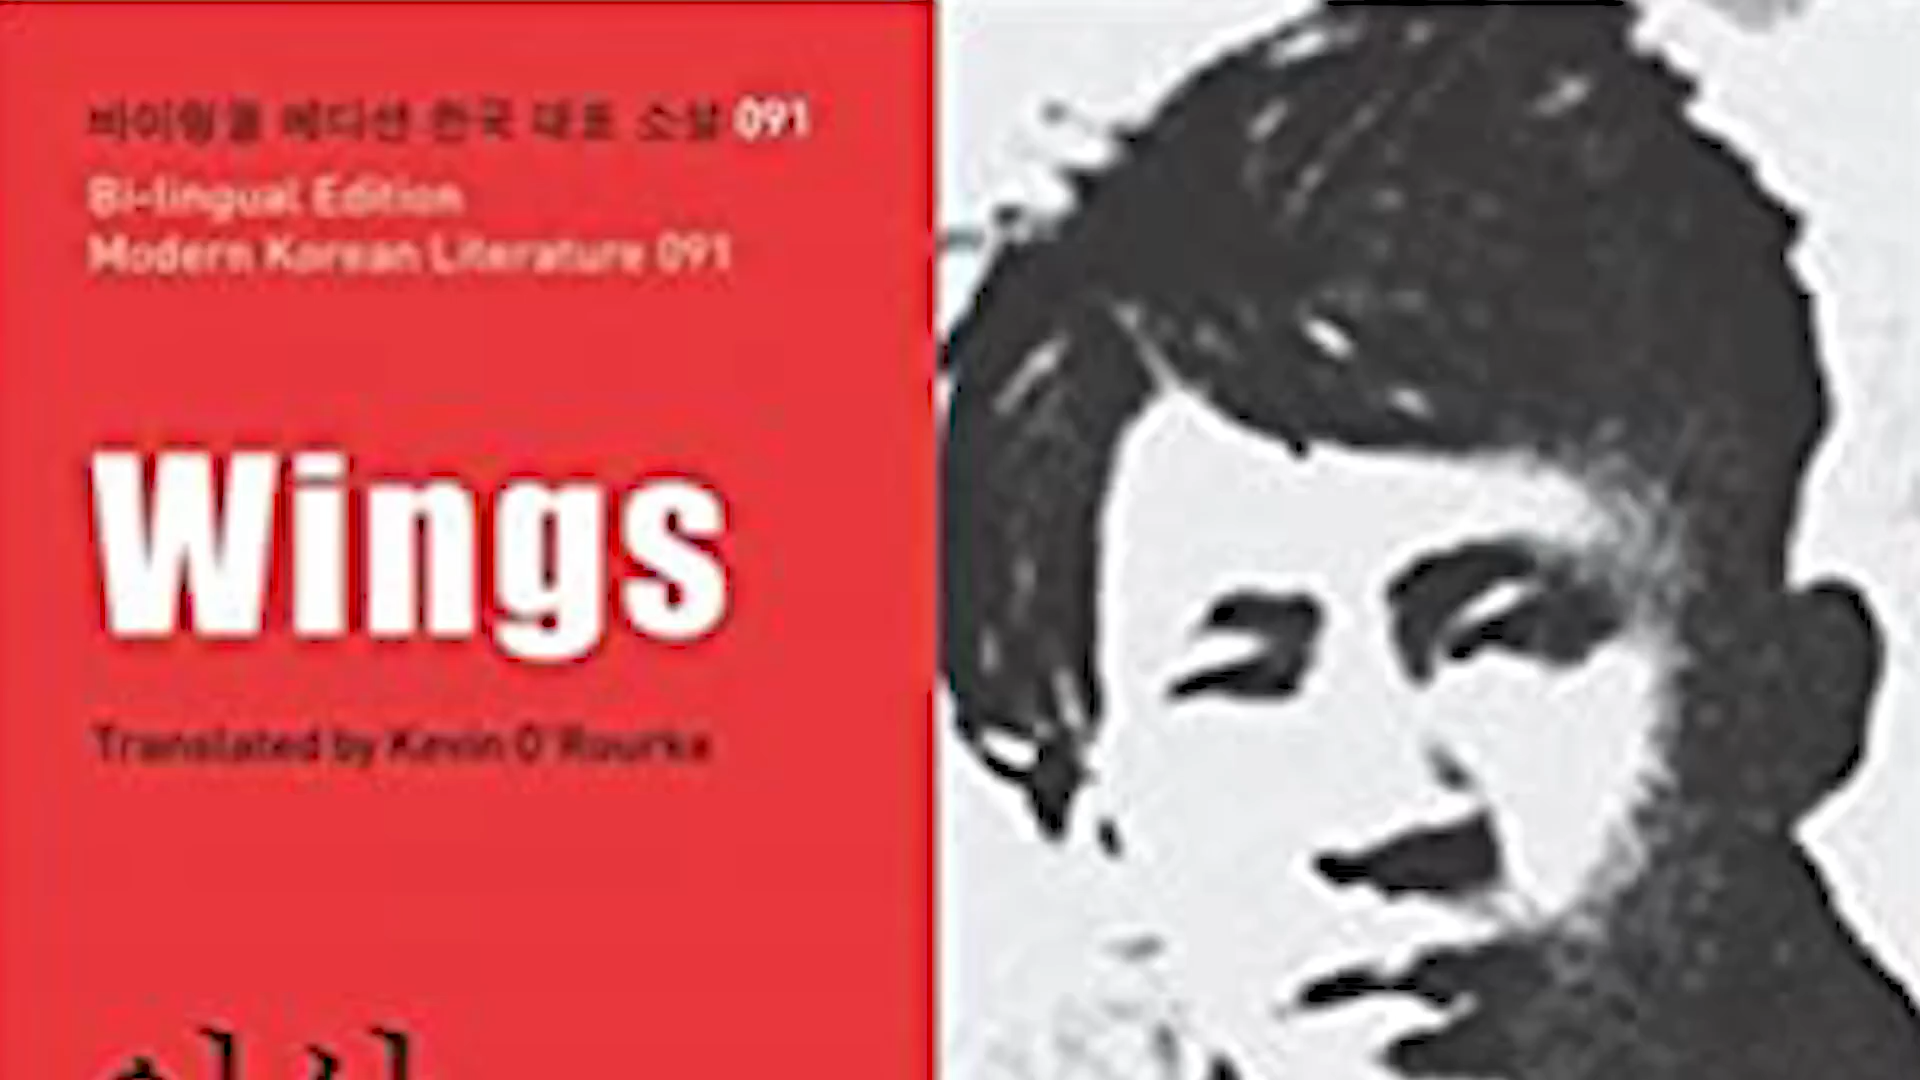 바이링궐 에디션 한국 대표 소설 091
Bi-lingual Edition
Modern Korean Literature 091
Wings
Translated by Kevin O'Rourke